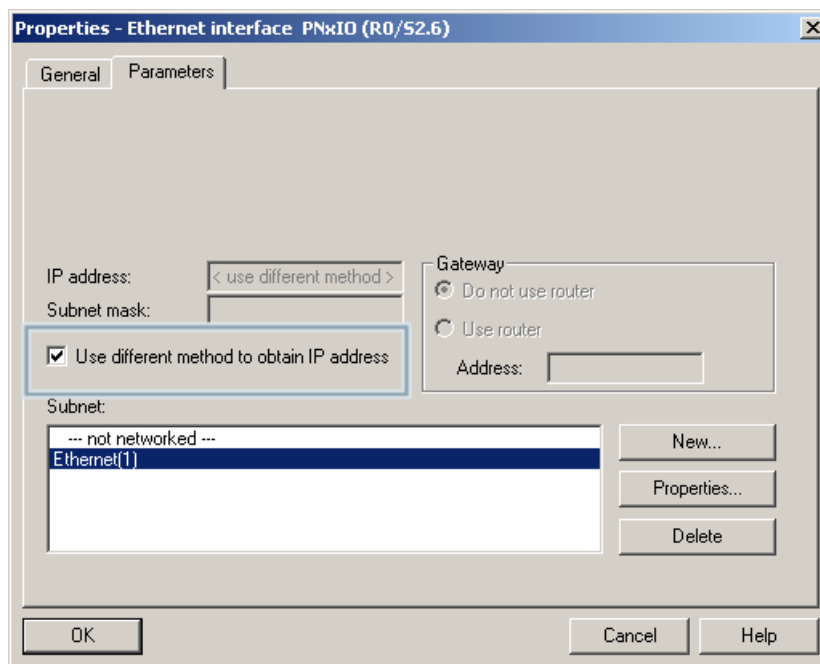 Properties - Ethernet interface PNxIO (R0/S2.6)
General
Parameters
IP address:
< use different method >
Subnet mask:
Use different method to obtain IP address
Gateway
Do not use router
Use router
Address:
Subnet:
--- not networked ---
Ethernet(1)
New...
Properties...
Delete
OK
Cancel
Help